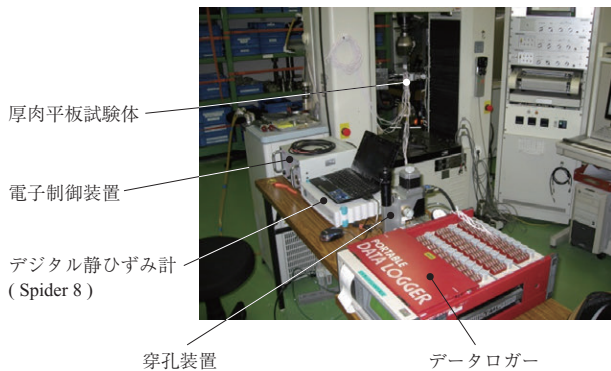 厚肉平板試験体
電子制御装置
デジタル静ひずみ計
( Spider 8 )
穿孔装置
データロガー
PORTABLE
DATA LOGGER